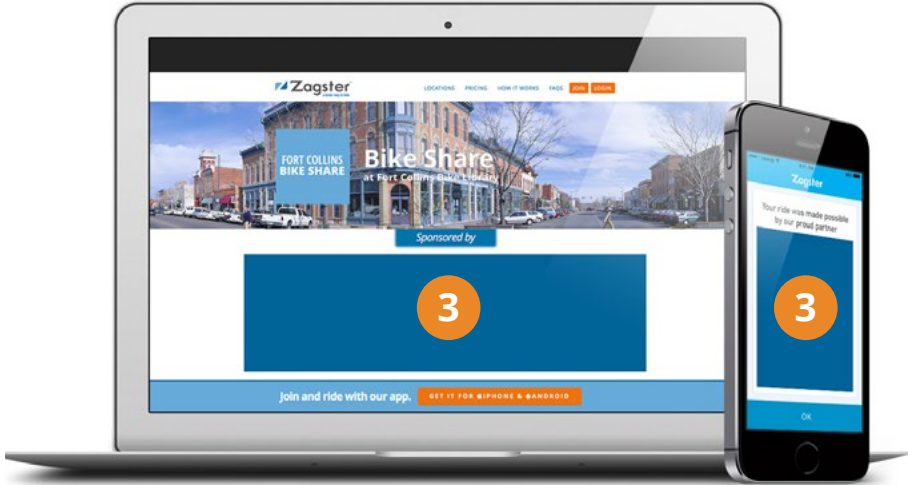 Zagster
LOCATIONS PRICING HOW IT WORKS FAQS JOIN LOGIN
FORT COLLINS
BIKE SHARE
Bike Share
at Fort Collins Bike Library
Sponsored by
3
Join and ride with our app. GET IT FOR IPHONE & ANDROID
Zagster
Your ride was made possible
by our proud partner
3
OK